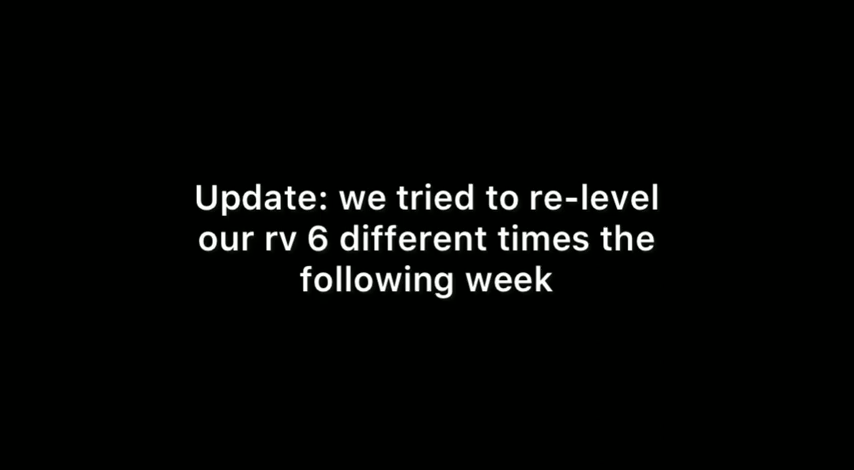 Update: we tried to re-level
our rv 6 different times the
following week